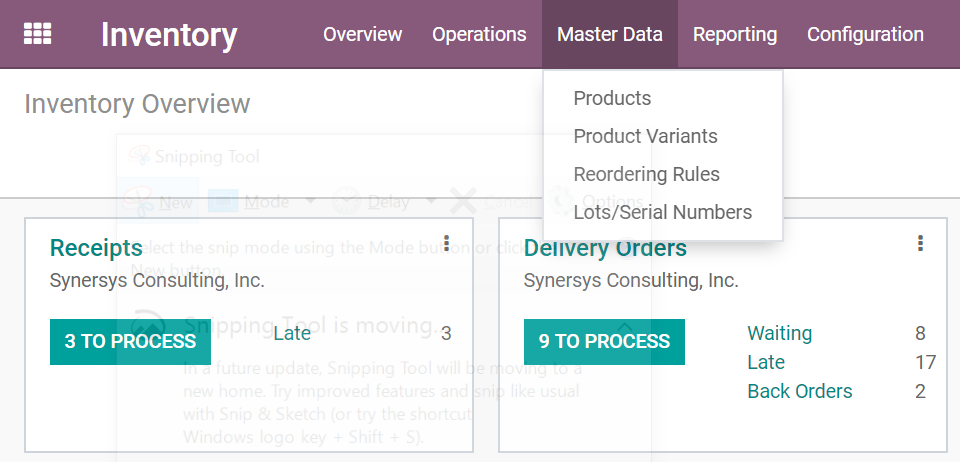 Inventory
Overview Operations Master Data Reporting Configuration
Inventory Overview
Products
Product Variants
Reordering Rules
Lots/Serial Numbers
Snipping Tool
New Mode Delay Cancel Options
Select the snip mode using the Mode button or click
New button.
Receipts
Synersys Consulting, Inc.
3 TO PROCESS
Late 3
Delivery Orders
Synersys Consulting, Inc.
9 TO PROCESS
Waiting 8
Late 17
Back Orders 2
Snipping Tool is moving...
In a future update, Snipping Tool will be moving to a
new home. Try improved features and snip like usual
with Snip & Sketch (or try the shortcut
Windows logo key + Shift + S).